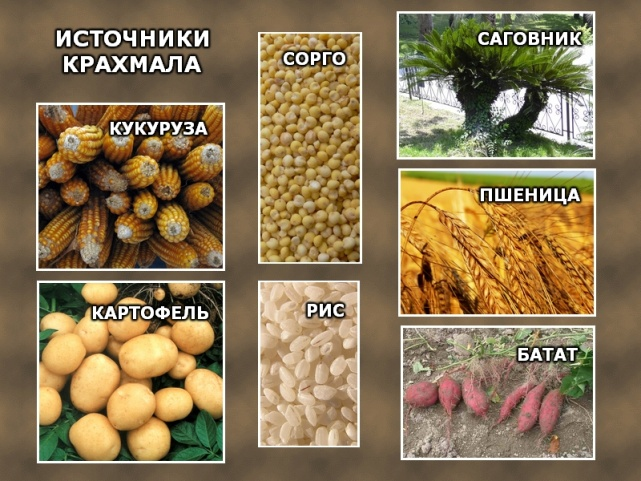 ИСТОЧНИКИ
КРАХМАЛА
КУКУРУЗА
СОРГО
САГОВНИК
ПШЕНИЦА
КАРТОФЕЛЬ
РИС
БАТАТ